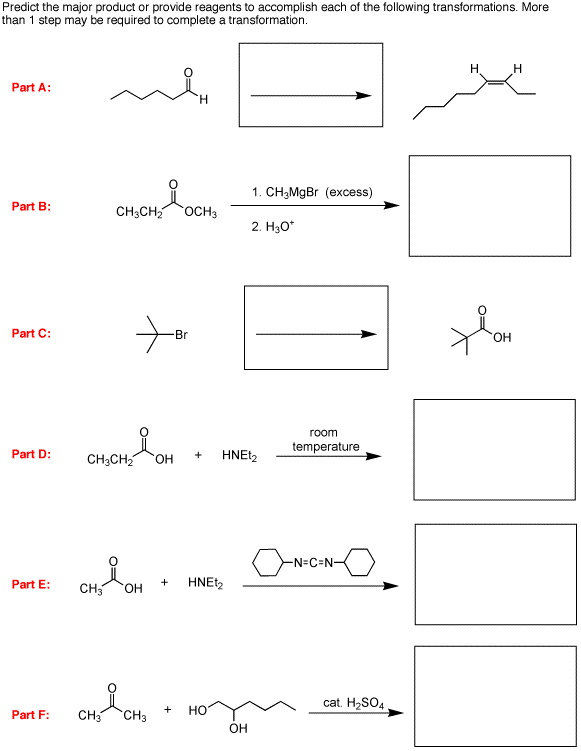 Predict the major product or provide reagents to accomplish each of the following transformations. More
than 1 step may be required to complete a transformation.
Part A:
O
H
H H
Part B:
O
CH₃CH₂ OCH₃
1. CH₃MgBr (excess)
2. H₃O⁺
Part C:
Br
O
OH
Part D:
O
CH₃CH₂ OH
+
HNEt₂
room
temperature
Part E:
O
CH₃ OH
+
HNEt₂
N=C=N
Part F:
O
CH₃ CH₃
+
HO
OH
cat. H₂SO₄